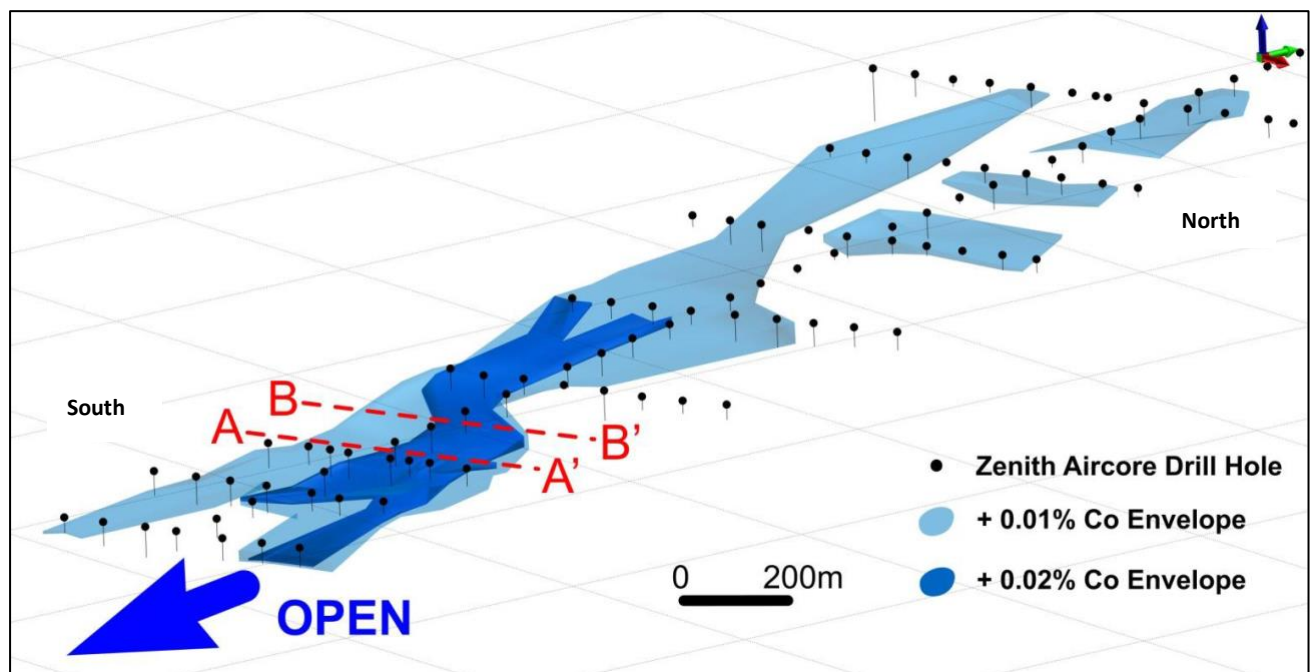 North
South
B
A
B’
A’
Zenith Aircore Drill Hole
+ 0.01% Co Envelope
+ 0.02% Co Envelope
0 200m
OPEN